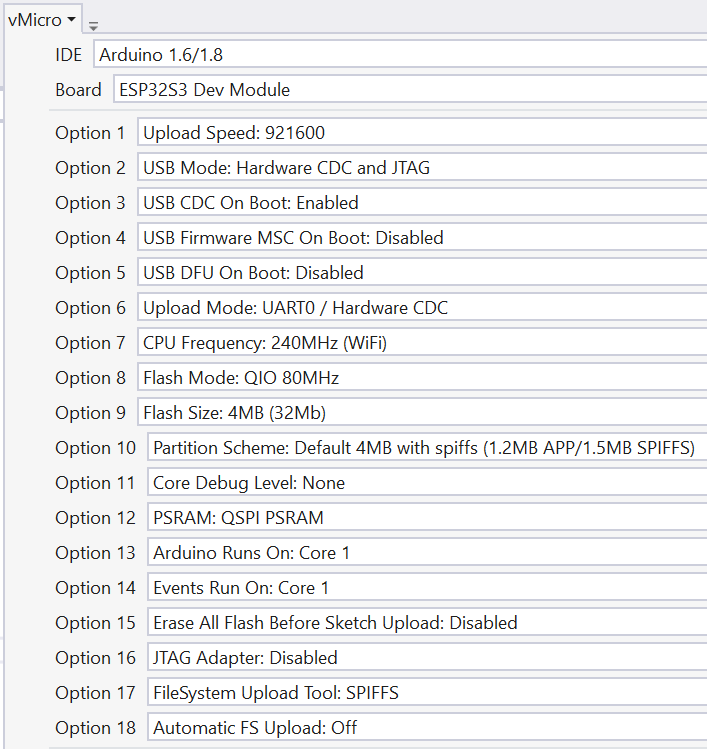 vMicro
IDE Arduino 1.6/1.8
Board ESP32S3 Dev Module
Option 1 Upload Speed: 921600
Option 2 USB Mode: Hardware CDC and JTAG
Option 3 USB CDC On Boot: Enabled
Option 4 USB Firmware MSC On Boot: Disabled
Option 5 USB DFU On Boot: Disabled
Option 6 Upload Mode: UART0 / Hardware CDC
Option 7 CPU Frequency: 240MHz (WiFi)
Option 8 Flash Mode: QIO 80MHz
Option 9 Flash Size: 4MB (32Mb)
Option 10 Partition Scheme: Default 4MB with spiffs (1.2MB APP/1.5MB SPIFFS)
Option 11 Core Debug Level: None
Option 12 PSRAM: QSPI PSRAM
Option 13 Arduino Runs On: Core 1
Option 14 Events Run On: Core 1
Option 15 Erase All Flash Before Sketch Upload: Disabled
Option 16 JTAG Adapter: Disabled
Option 17 FileSystem Upload Tool: SPIFFS
Option 18 Automatic FS Upload: Off